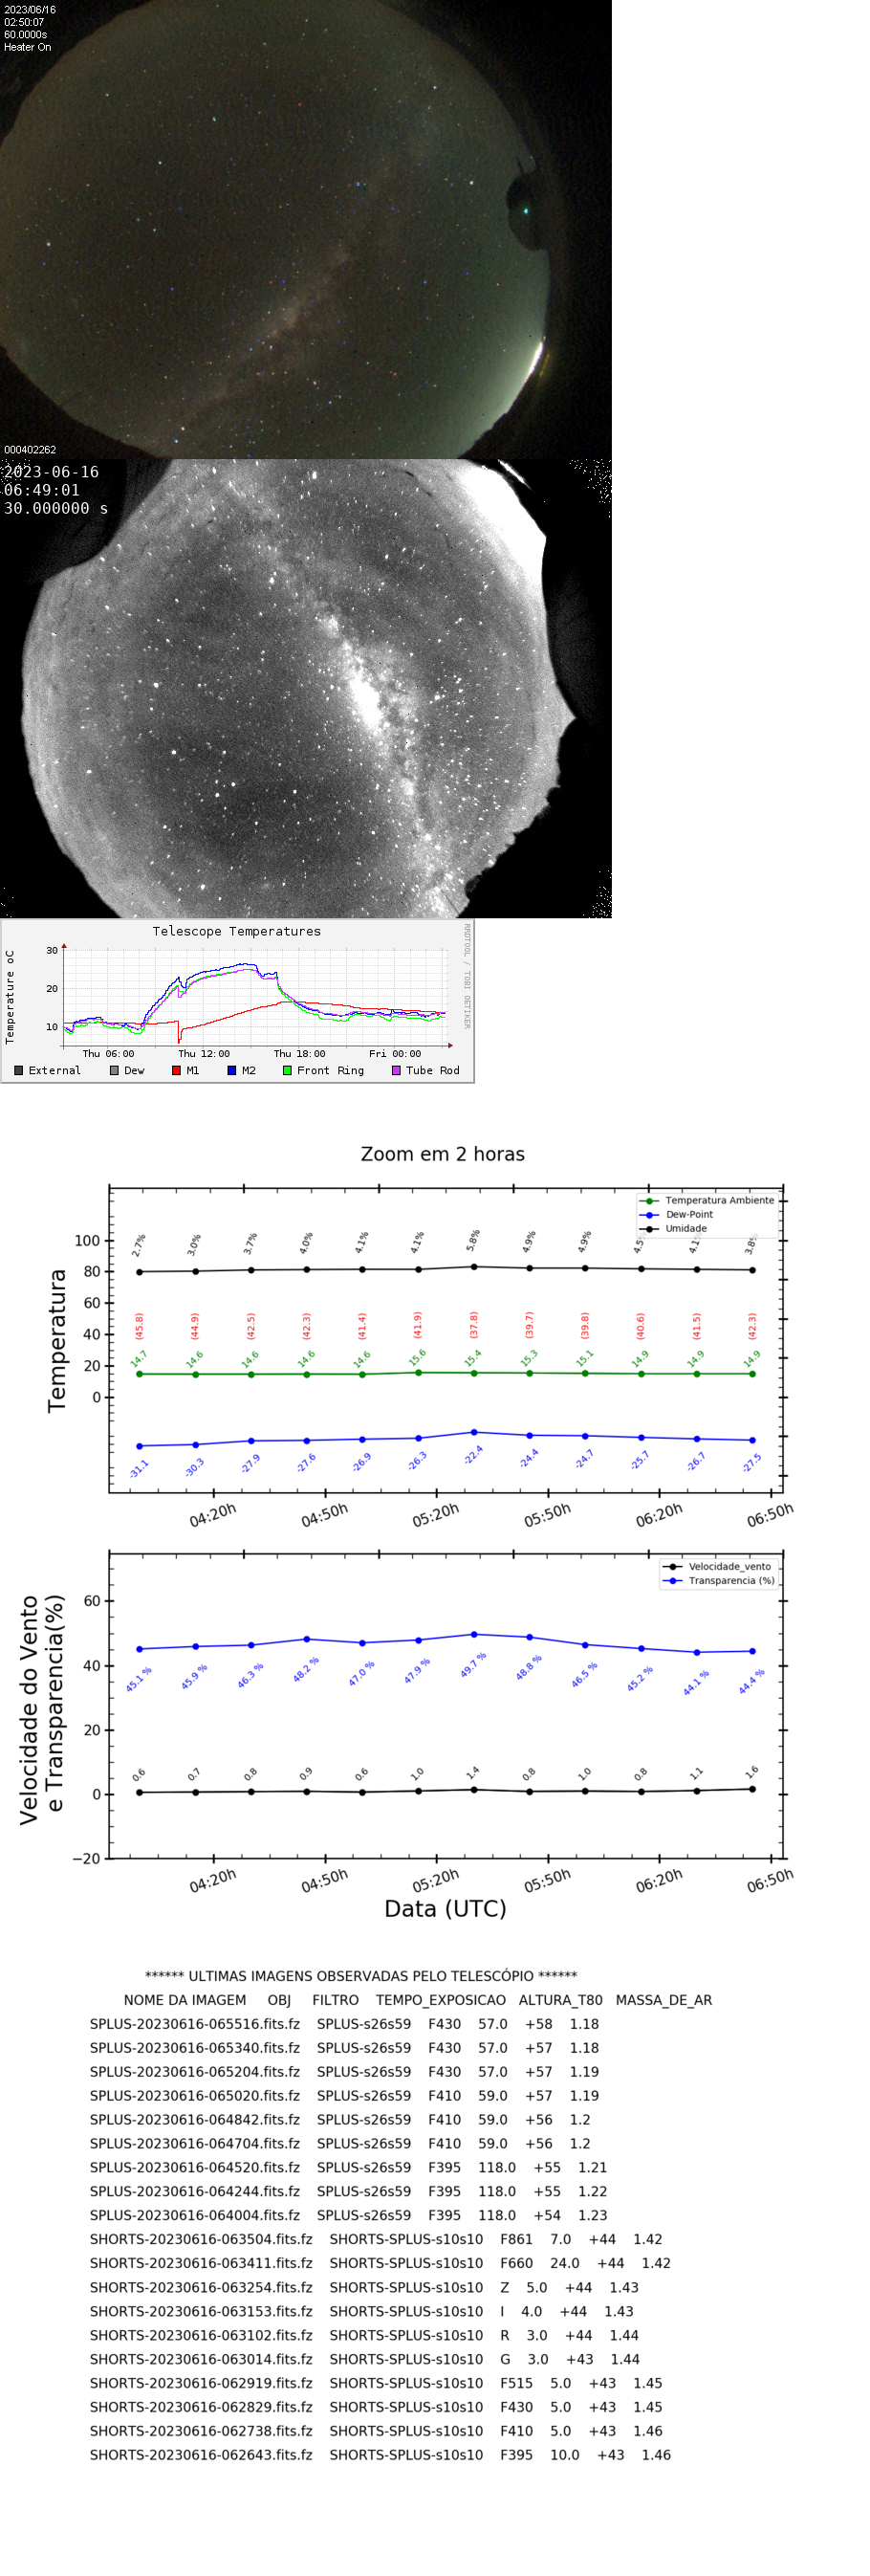 2023/06/16
02:50:07
60.0000s
Heater On
000402262
2023-06-16
06:49:01
30.000000 s
Telescope Temperatures
RRDTOOL / TOBI OETIKER
Temperature oC
30
20
10
Thu 06:00 Thu 12:00 Thu 18:00 Fri 00:00
External Dew M1 M2 Front Ring Tube Rod
Zoom em 2 horas
Temperatura Ambiente
Dew-Point
Umidade
Temperatura
100
80
60
40
20
0
2.7% 3.0% 3.7% 4.0% 4.1% 4.1% 5.8% 4.9% 4.9% 4.5% 4.1% 3.8%
(45.8) (44.9) (42.5) (42.3) (41.4) (41.9) (37.8) (39.7) (39.8) (40.6) (41.5) (42.3)
14.7 14.6 14.6 14.6 14.6 15.6 15.4 15.3 15.1 14.9 14.9 14.9
-31.1 -30.3 -27.9 -27.6 -26.9 -26.3 -22.4 -24.4 -24.7 -25.7 -26.7 -27.5
04:20h 04:50h 05:20h 05:50h 06:20h 06:50h
Velocidade_vento
Transparencia (%)
Velocidade do Vento
e Transparencia(%)
60
40
20
0
−20
45.1 % 45.9 % 46.3 % 48.2 % 47.0 % 47.9 % 49.7 % 48.8 % 46.5 % 45.2 % 44.1 % 44.4 %
0.6 0.7 0.8 0.9 0.6 1.0 1.4 0.8 1.0 0.8 1.1 1.6
04:20h 04:50h 05:20h 05:50h 06:20h 06:50h
Data (UTC)
****** ULTIMAS IMAGENS OBSERVADAS PELO TELESCÓPIO ******
NOME DA IMAGEM OBJ FILTRO TEMPO_EXPOSICAO ALTURA_T80 MASSA_DE_AR
SPLUS-20230616-065516.fits.fz SPLUS-s26s59 F430 57.0 +58 1.18
SPLUS-20230616-065340.fits.fz SPLUS-s26s59 F430 57.0 +57 1.18
SPLUS-20230616-065204.fits.fz SPLUS-s26s59 F430 57.0 +57 1.19
SPLUS-20230616-065020.fits.fz SPLUS-s26s59 F410 59.0 +57 1.19
SPLUS-20230616-064842.fits.fz SPLUS-s26s59 F410 59.0 +56 1.2
SPLUS-20230616-064704.fits.fz SPLUS-s26s59 F410 59.0 +56 1.2
SPLUS-20230616-064520.fits.fz SPLUS-s26s59 F395 118.0 +55 1.21
SPLUS-20230616-064244.fits.fz SPLUS-s26s59 F395 118.0 +55 1.22
SPLUS-20230616-064004.fits.fz SPLUS-s26s59 F395 118.0 +54 1.23
SHORTS-20230616-063504.fits.fz SHORTS-SPLUS-s10s10 F861 7.0 +44 1.42
SHORTS-20230616-063411.fits.fz SHORTS-SPLUS-s10s10 F660 24.0 +44 1.42
SHORTS-20230616-063254.fits.fz SHORTS-SPLUS-s10s10 Z 5.0 +44 1.43
SHORTS-20230616-063153.fits.fz SHORTS-SPLUS-s10s10 I 4.0 +44 1.43
SHORTS-20230616-063102.fits.fz SHORTS-SPLUS-s10s10 R 3.0 +44 1.44
SHORTS-20230616-063014.fits.fz SHORTS-SPLUS-s10s10 G 3.0 +43 1.44
SHORTS-20230616-062919.fits.fz SHORTS-SPLUS-s10s10 F515 5.0 +43 1.45
SHORTS-20230616-062829.fits.fz SHORTS-SPLUS-s10s10 F430 5.0 +43 1.45
SHORTS-20230616-062738.fits.fz SHORTS-SPLUS-s10s10 F410 5.0 +43 1.46
SHORTS-20230616-062643.fits.fz SHORTS-SPLUS-s10s10 F395 10.0 +43 1.46